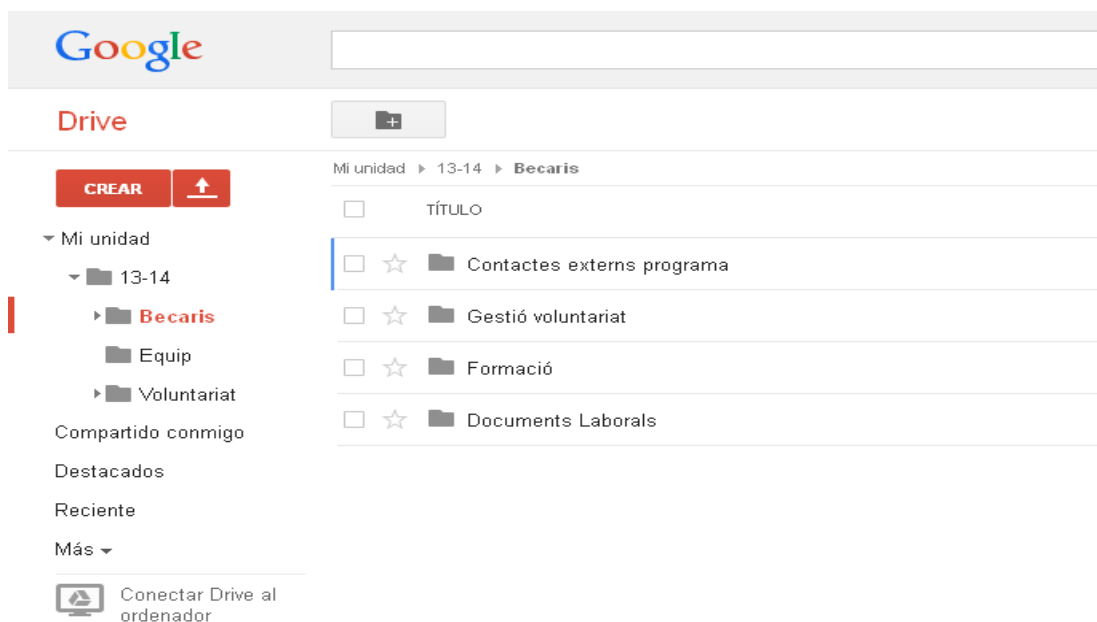 Google
Drive
CREAR
Mi unidad
13-14
Becaris
Equip
Voluntariat
Compartido conmigo
Destacados
Reciente
Más
Conectar Drive al
ordenador
Mi unidad 13-14 Becaris
TÍTULO
Contactes externs programa
Gestió voluntariat
Formació
Documents Laborals